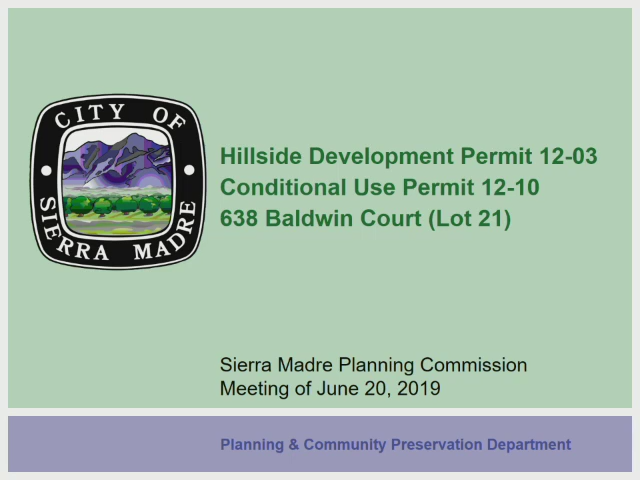 CITY OF
SIERRA MADRE
Hillside Development Permit 12-03
Conditional Use Permit 12-10
638 Baldwin Court (Lot 21)
Sierra Madre Planning Commission
Meeting of June 20, 2019
Planning & Community Preservation Department